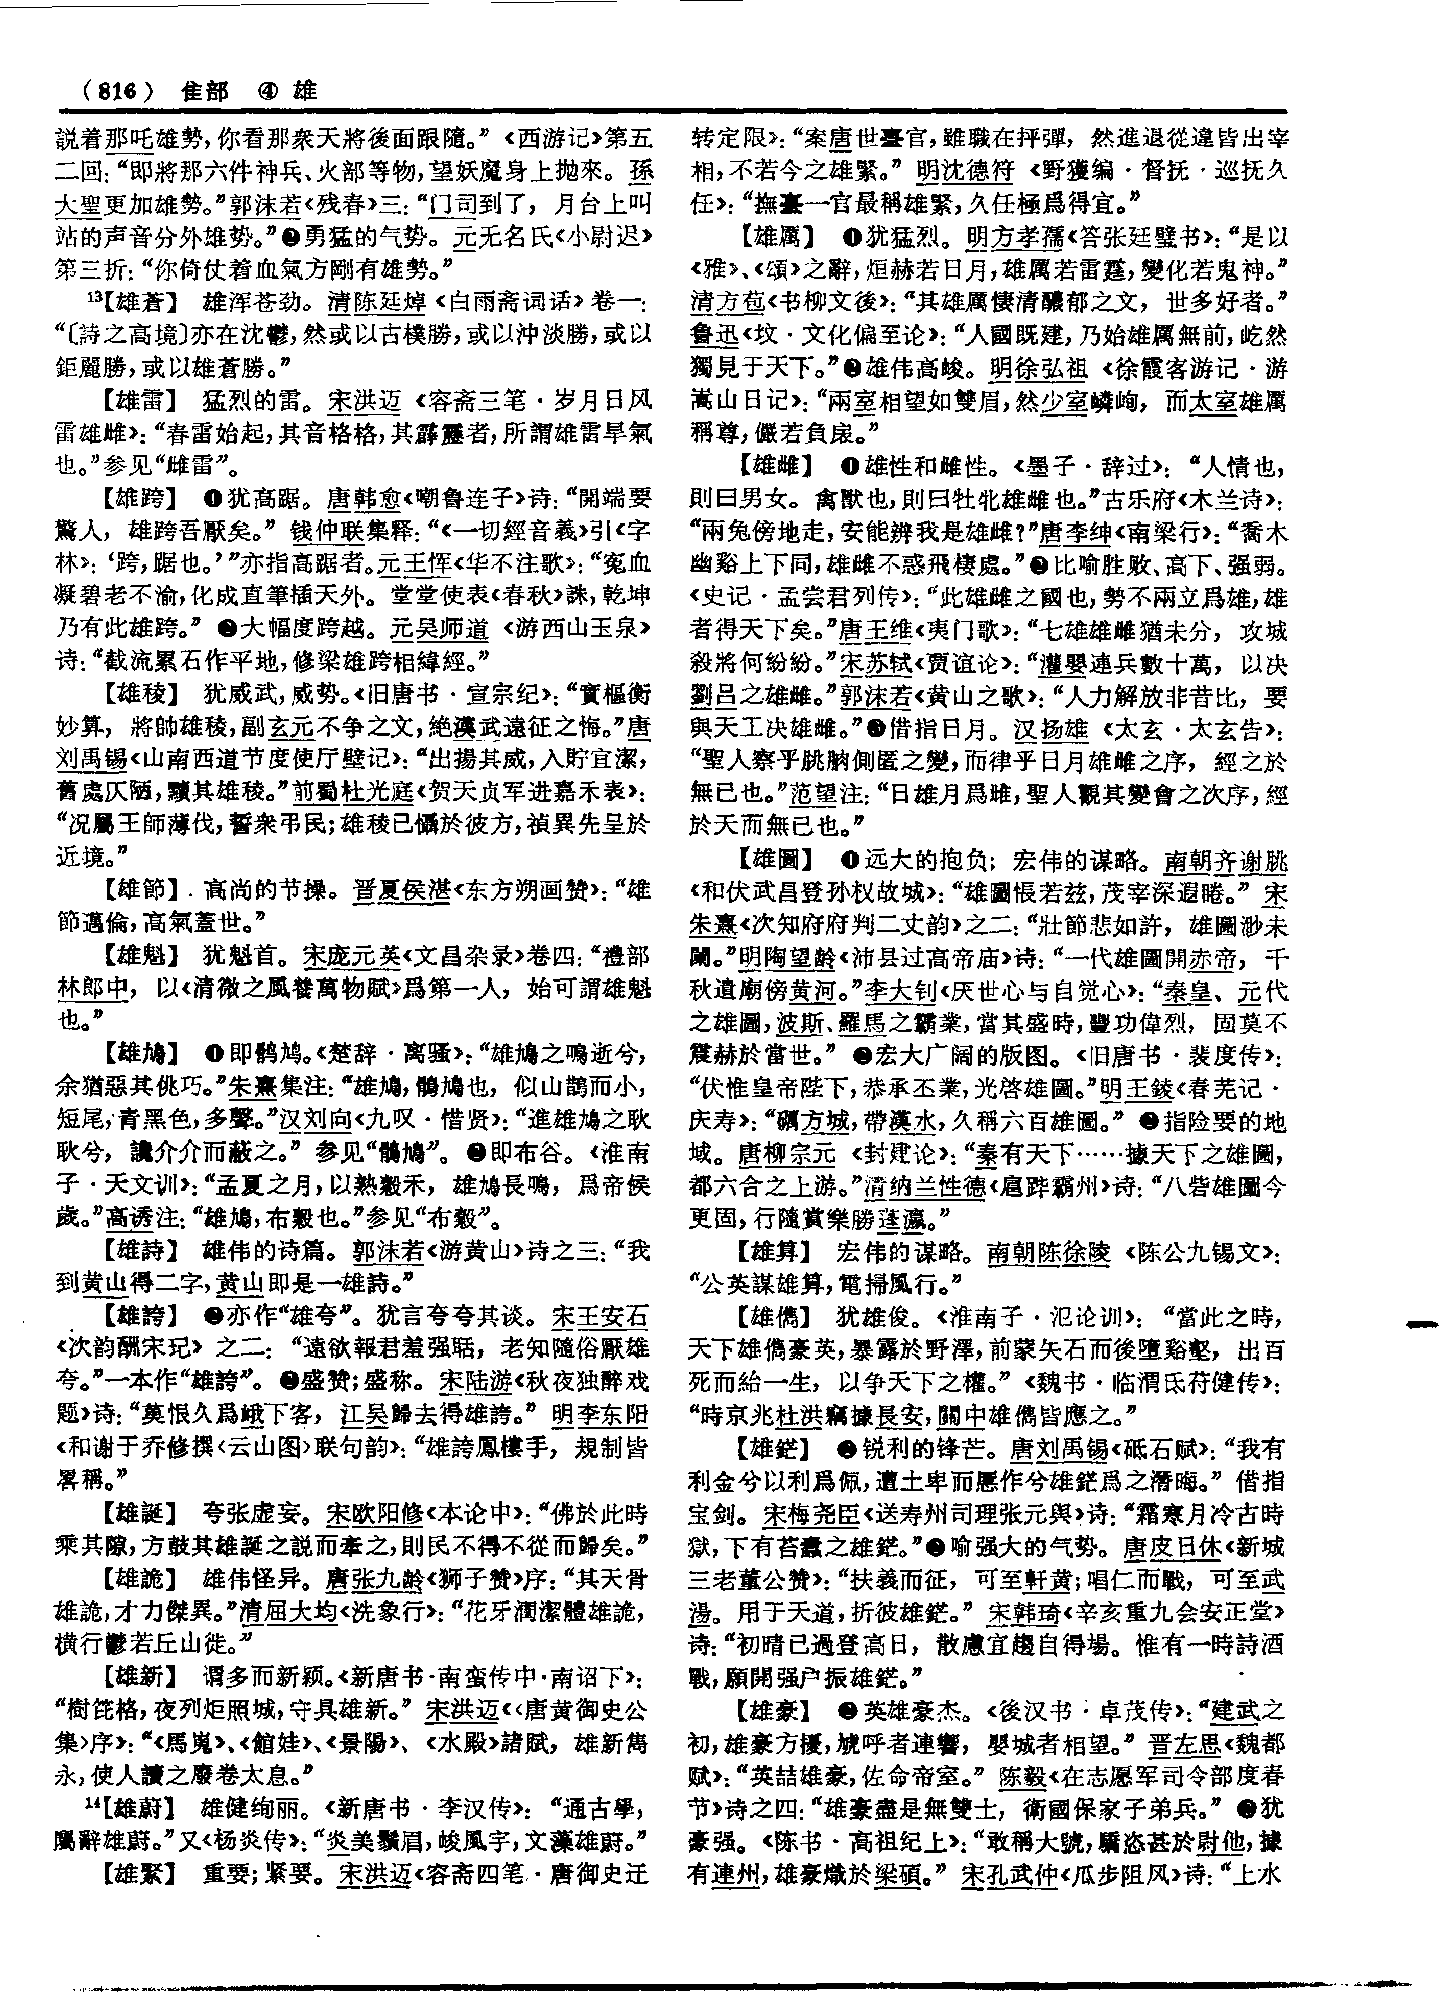 （816） 隹部 ④ 雄
説着那吒雄勢，你看那衆天將後面跟隨。”《西游记》第五
二回：“即將那六件神兵、火部等物，望妖魔身上抛來。孫
大聖更加雄勢。”郭沫若《残春》三：“门司到了，月台上叫
站的声音分外雄势。”❷勇猛的气势。元无名氏《小尉迟》
第三折：“你倚仗着血氣方剛有雄勢。”
13【雄蒼】 雄浑苍劲。清陈廷焯《白雨斋词话》卷一：
“〔詩之高境〕亦在沈鬱，然或以古樸勝，或以沖淡勝，或以
鉅麗勝，或以雄蒼勝。”
【雄雷】 猛烈的雷。宋洪迈《容斋三笔·岁月日风
雷雄雌》：“春雷始起，其音格格，其霹靂者，所謂雄雷旱氣
也。”参见“雌雷”。
【雄跨】 ❶犹高踞。唐韩愈《嘲鲁连子》诗：“開端要
驚人，雄跨吾厭矣。”钱仲联集释：“《一切經音義》引《字
林》：‘跨，踞也。’”亦指高踞者。元王恽《华不注歌》：“寃血
凝碧老不渝，化成直筆插天外。堂堂使表《春秋》誅，乾坤
乃有此雄跨。” ❷大幅度跨越。元吴师道《游西山玉泉》
诗：“截流累石作平地，修梁雄跨相緯經。”
【雄稜】 犹威武，威势。《旧唐书·宣宗纪》：“實樞衡
妙算，將帥雄稜，副玄元不争之文，絶漢武遠征之悔。”唐
刘禹锡《山南西道节度使厅壁记》：“出揚其威，入貯宜潔，
舊處仄陋，黷其雄稜。”前蜀杜光庭《贺天贞军进嘉禾表》：
“况屬王師薄伐，誓衆弔民；雄稜已懾於彼方，禎異先呈於
近境。”
【雄節】 高尚的节操。晋夏侯湛《东方朔画赞》：“雄
節邁倫，高氣蓋世。”
【雄魁】 犹魁首。宋庞元英《文昌杂录》卷四：“禮部
林郎中，以《清微之風養萬物賦》爲第一人，始可謂雄魁
也。”
【雄鳩】 ❶即鹘鸠。《楚辞·离骚》：“雄鳩之鳴逝兮，
余猶惡其佻巧。”朱熹集注：“雄鳩，鶻鳩也，似山鹊而小，
短尾，青黑色，多聲。”汉刘向《九叹·惜贤》：“進雄鳩之耿
耿兮，讒介介而蔽之。”参见“鶻鳩”。❷即布谷。《淮南
子·天文训》：“孟夏之月，以熟穀禾，雄鳩長鳴，爲帝候
歲。”高诱注：“雄鳩，布穀也。”参见“布穀”。
【雄詩】 雄伟的诗篇。郭沫若《游黄山》诗之三：“我
到黄山得二字，黄山即是一雄詩。”
【雄誇】 ❶亦作“雄夸”。犹言夸夸其谈。宋王安石
《次韵酬宋玘》之二：“遠欲報君羞强聒，老知隨俗厭雄
夸。”一本作“雄誇”。❷盛赞；盛称。宋陆游《秋夜独醉戏
题》诗：“莫恨久爲峨下客，江吴歸去得雄誇。”明李东阳
《和谢于乔修撰〈云山图〉联句韵》：“雄誇鳳樓手，規制皆
畧稱。”
【雄誕】 夸张虚妄。宋欧阳修《本论中》：“佛於此時
乘其隙，方鼓其雄誕之説而牽之，則民不得不從而歸矣。”
【雄詭】 雄伟怪异。唐张九龄《狮子赞》序：“其天骨
雄詭，才力傑異。”清屈大均《洗象行》：“花牙潤潔體雄詭，
横行鬱若丘山徙。”
【雄新】 谓多而新颖。《新唐书·南蛮传中·南诏下》：
“樹笓格，夜列炬照城，守具雄新。”宋洪迈《〈唐黄御史公
集〉序》：“《馬嵬》、《館娃》、《景陽》、《水殿》諸賦，雄新雋
永，使人讀之廢卷太息。”
14【雄蔚】 雄健绚丽。《新唐书·李汉传》：“通古學，
屬辭雄蔚。”又《杨炎传》：“炎美鬚眉，峻風宇，文藻雄蔚。”
【雄緊】 重要；紧要。宋洪迈《容斋四笔·唐御史迁
转定限》：“案唐世臺官，雖職在抨彈，然進退從違皆出宰
相，不若今之雄緊。”明沈德符《野獲编·督抚·巡抚久
任》：“撫臺一官最稱雄緊，久任極爲得宜。”
【雄厲】 ❶犹猛烈。明方孝孺《答张廷璧书》：“是以
《雅》、《頌》之辭，烜赫若日月，雄厲若雷霆，變化若鬼神。”
清方苞《书柳文後》：“其雄厲悽清醲郁之文，世多好者。”
鲁迅《坟·文化偏至论》：“人國既建，乃始雄厲無前，屹然
獨見于天下。”❷雄伟高峻。明徐弘祖《徐霞客游记·游
嵩山日记》：“兩室相望如雙眉，然少室嶙峋，而太室雄厲
稱尊，儼若負扆。”
【雄雌】 ❶雄性和雌性。《墨子·辞过》：“人情也，
則曰男女。禽獸也，則曰牡牝雄雌也。”古乐府《木兰诗》：
“兩兔傍地走，安能辨我是雄雌？”唐李绅《南梁行》：“喬木
幽谿上下同，雄雌不惑飛棲處。”❷比喻胜败、高下、强弱。
《史记·孟尝君列传》：“此雄雌之國也，勢不兩立爲雄，雄
者得天下矣。”唐王维《夷门歌》：“七雄雄雌猶未分，攻城
殺將何紛紛。”宋苏轼《贾谊论》：“灌嬰連兵數十萬，以决
劉吕之雄雌。”郭沫若《黄山之歌》：“人力解放非昔比，要
與天工决雄雌。”❸借指日月。汉扬雄《太玄·太玄告》：
“聖人察乎朓朒側匿之變，而律乎日月雄雌之序，經之於
無已也。”范望注：“日雄月爲雌，聖人觀其變會之次序，經
於天而無已也。”
【雄圖】 ❶远大的抱负；宏伟的谋略。南朝齐谢朓
《和伏武昌登孙权故城》：“雄圖悵若兹，茂宰深遐睠。”宋
朱熹《次知府府判二丈韵》之二：“壯節悲如許，雄圖渺未
闌。”明陶望龄《沛县过高帝庙》诗：“一代雄圖開赤帝，千
秋遺廟傍黄河。”李大钊《厌世心与自觉心》：“秦皇、元代
之雄圖，波斯、羅馬之霸業，當其盛時，豐功偉烈，固莫不
震赫於當世。” ❷宏大广阔的版图。《旧唐书·裴度传》：
“伏惟皇帝陛下，恭承丕業，光啓雄圖。”明王錂《春芜记·
庆寿》：“礪方城，帶漢水，久稱六百雄圖。” ❸指险要的地
域。唐柳宗元《封建论》：“秦有天下……據天下之雄圖，
都六合之上游。”清纳兰性德《扈跸霸州》诗：“八砦雄圖今
更固，行隨賞樂勝蓬瀛。”
【雄算】 宏伟的谋略。南朝陈徐陵《陈公九锡文》：
“公英謀雄算，電掃風行。”
【雄儁】 犹雄俊。《淮南子·氾论训》：“當此之時，
天下雄儁豪英，暴露於野澤，前蒙矢石而後墮谿壑，出百
死而紿一生，以争天下之權。”《魏书·临渭氐苻健传》：
“時京兆杜洪竊據長安，關中雄儁皆應之。”
【雄鋩】 ❶锐利的锋芒。唐刘禹锡《砥石赋》：“我有
利金兮以利爲佩，遭土卑而慝作兮雄鋩爲之潛晦。”借指
宝剑。宋梅尧臣《送寿州司理张元舆》诗：“霜寒月冷古時
獄，下有苔蠹之雄鋩。”❷喻强大的气势。唐皮日休《新城
三老董公赞》：“扶義而征，可至軒黄；唱仁而戰，可至武
湯。用于天道，折彼雄鋩。”宋韩琦《辛亥重九会安正堂》
诗：“初晴已過登高日，散慮宜趨自得場。惟有一時詩酒
戰，願開强戶振雄鋩。”
【雄豪】 ❶英雄豪杰。《後汉书·卓茂传》：“建武之
初，雄豪方擾，虓呼者連響，嬰城者相望。”晋左思《魏都
赋》：“英喆雄豪，佐命帝室。”陈毅《在志愿军司令部度春
节》诗之四：“雄豪盡是無雙士，衛國保家子弟兵。” ❷犹
豪强。《陈书·高祖纪上》：“敢稱大號，驕恣甚於尉他，據
有連州，雄豪熾於梁碩。”宋孔武仲《瓜步阻风》诗：“上水